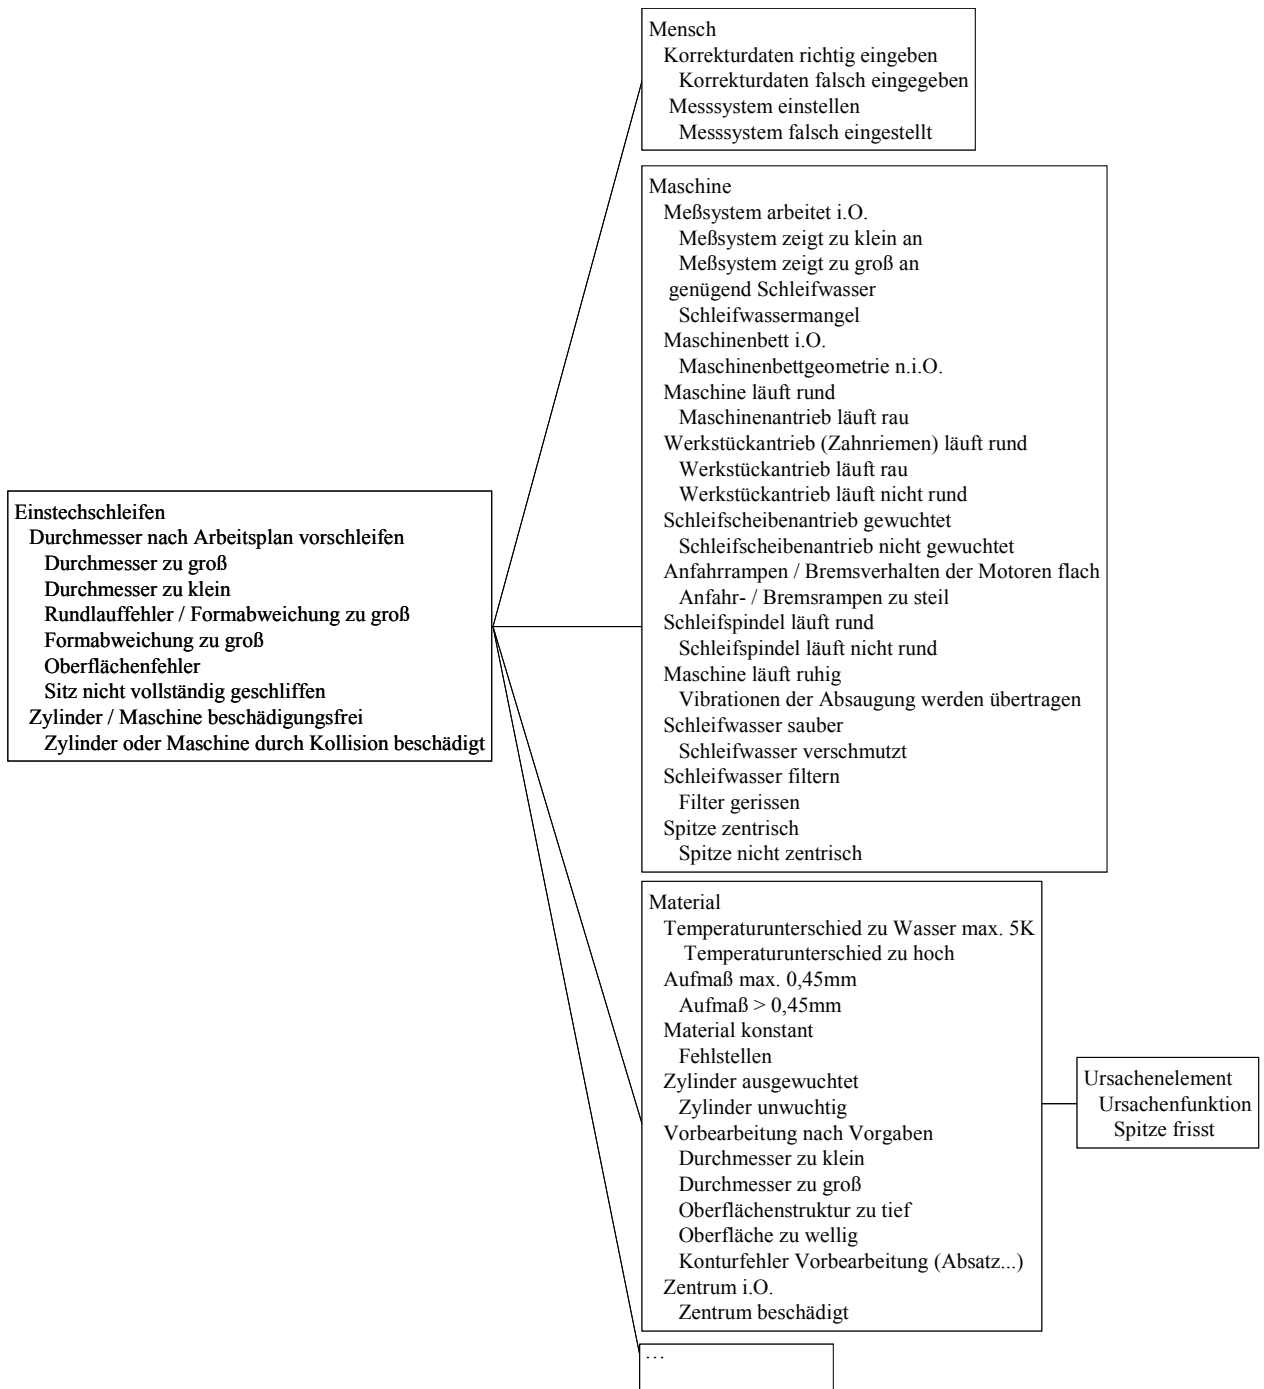 Mensch
Korrekturdaten richtig eingeben
Korrekturdaten falsch eingegeben
Messsystem einstellen
Messsystem falsch eingestellt
Maschine
Meßsystem arbeitet i.O.
Meßsystem zeigt zu klein an
Meßsystem zeigt zu groß an
genügend Schleifwasser
Schleifwassermangel
Maschinenbett i.O.
Maschinenbettgeometrie n.i.O.
Maschine läuft rund
Maschinenantrieb läuft rau
Werkstückantrieb (Zahnriemen) läuft rund
Werkstückantrieb läuft rau
Werkstückantrieb läuft nicht rund
Schleifscheibenantrieb gewuchtet
Schleifscheibenantrieb nicht gewuchtet
Anfahrrampen / Bremsverhalten der Motoren flach
Anfahr- / Bremsrampen zu steil
Schleifspindel läuft rund
Schleifspindel läuft nicht rund
Maschine läuft ruhig
Vibrationen der Absaugung werden übertragen
Schleifwasser sauber
Schleifwasser verschmutzt
Schleifwasser filtern
Filter gerissen
Spitze zentrisch
Spitze nicht zentrisch
Einstechschleifen
Durchmesser nach Arbeitsplan vorschleifen
Durchmesser zu groß
Durchmesser zu klein
Rundlauffehler / Formabweichung zu groß
Formabweichung zu groß
Oberflächenfehler
Sitz nicht vollständig geschliffen
Zylinder / Maschine beschädigungsfrei
Zylinder oder Maschine durch Kollision beschädigt
Material
Temperaturunterschied zu Wasser max. 5K
Temperaturunterschied zu hoch
Aufmaß max. 0,45mm
Aufmaß > 0,45mm
Material konstant
Fehlstellen
Zylinder ausgewuchtet
Zylinder unwuchtig
Vorbearbeitung nach Vorgaben
Durchmesser zu klein
Durchmesser zu groß
Oberflächenstruktur zu tief
Oberfläche zu wellig
Konturfehler Vorbearbeitung (Absatz...)
Zentrum i.O.
Zentrum beschädigt
Ursachenelement
Ursachenfunktion
Spitze frisst
…